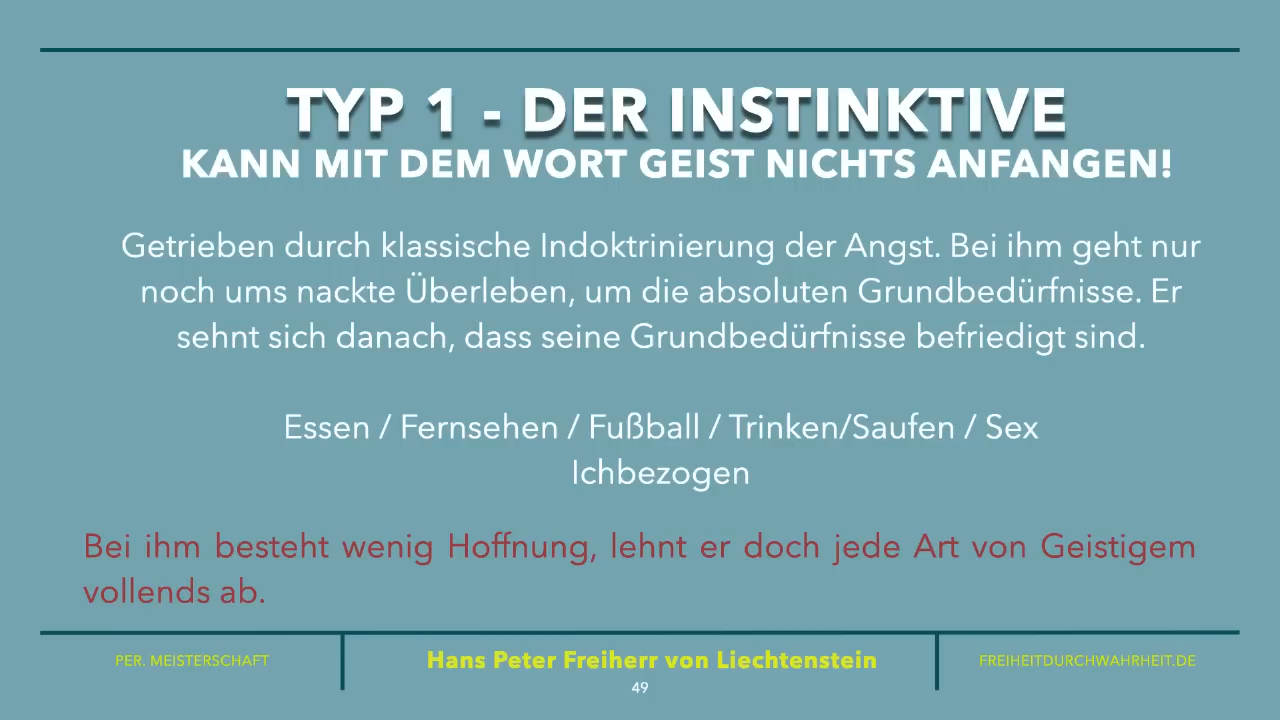 TYP 1 - DER INSTINKTIVE
KANN MIT DEM WORT GEIST NICHTS ANFANGEN!
Getrieben durch klassische Indoktrinierung der Angst. Bei ihm geht nur
noch ums nackte Überleben, um die absoluten Grundbedürfnisse. Er
sehnt sich danach, dass seine Grundbedürfnisse befriedigt sind.
Essen / Fernsehen / Fußball / Trinken/Saufen / Sex
Ichbezogen
Bei ihm besteht wenig Hoffnung, lehnt er doch jede Art von Geistigem
vollends ab.
PER. MEISTERSCHAFT
Hans Peter Freiherr von Liechtenstein
FREIHEITDURCHWAHRHEIT.DE
49